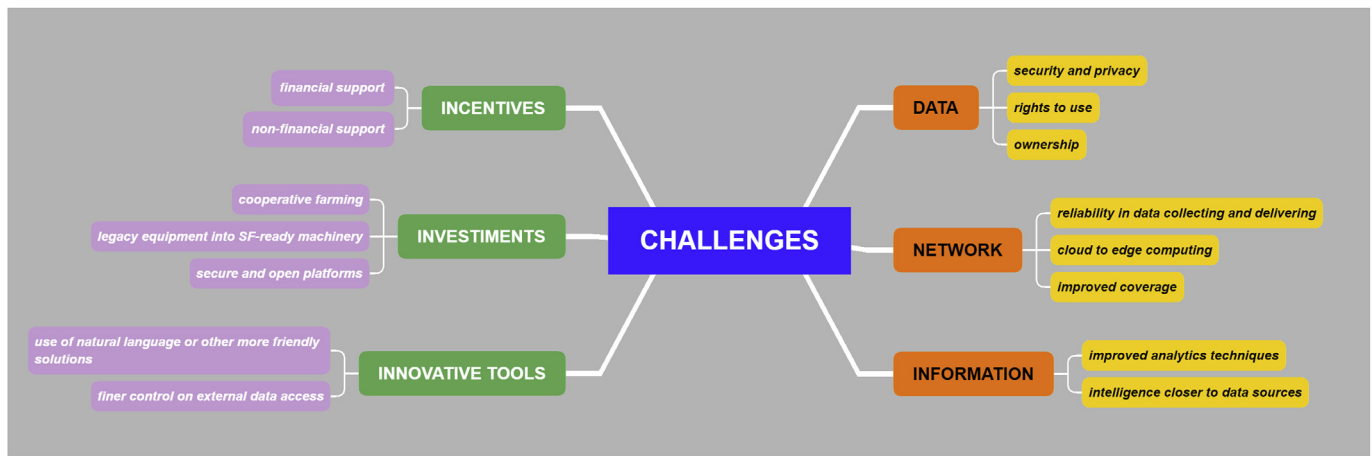 financial support
non-financial support
INCENTIVES
cooperative farming
legacy equipment into SF-ready machinery
secure and open platforms
INVESTIMENTS
use of natural language or other more friendly
solutions
finer control on external data access
INNOVATIVE TOOLS
CHALLENGES
DATA
security and privacy
rights to use
ownership
NETWORK
reliability in data collecting and delivering
cloud to edge computing
improved coverage
INFORMATION
improved analytics techniques
intelligence closer to data sources